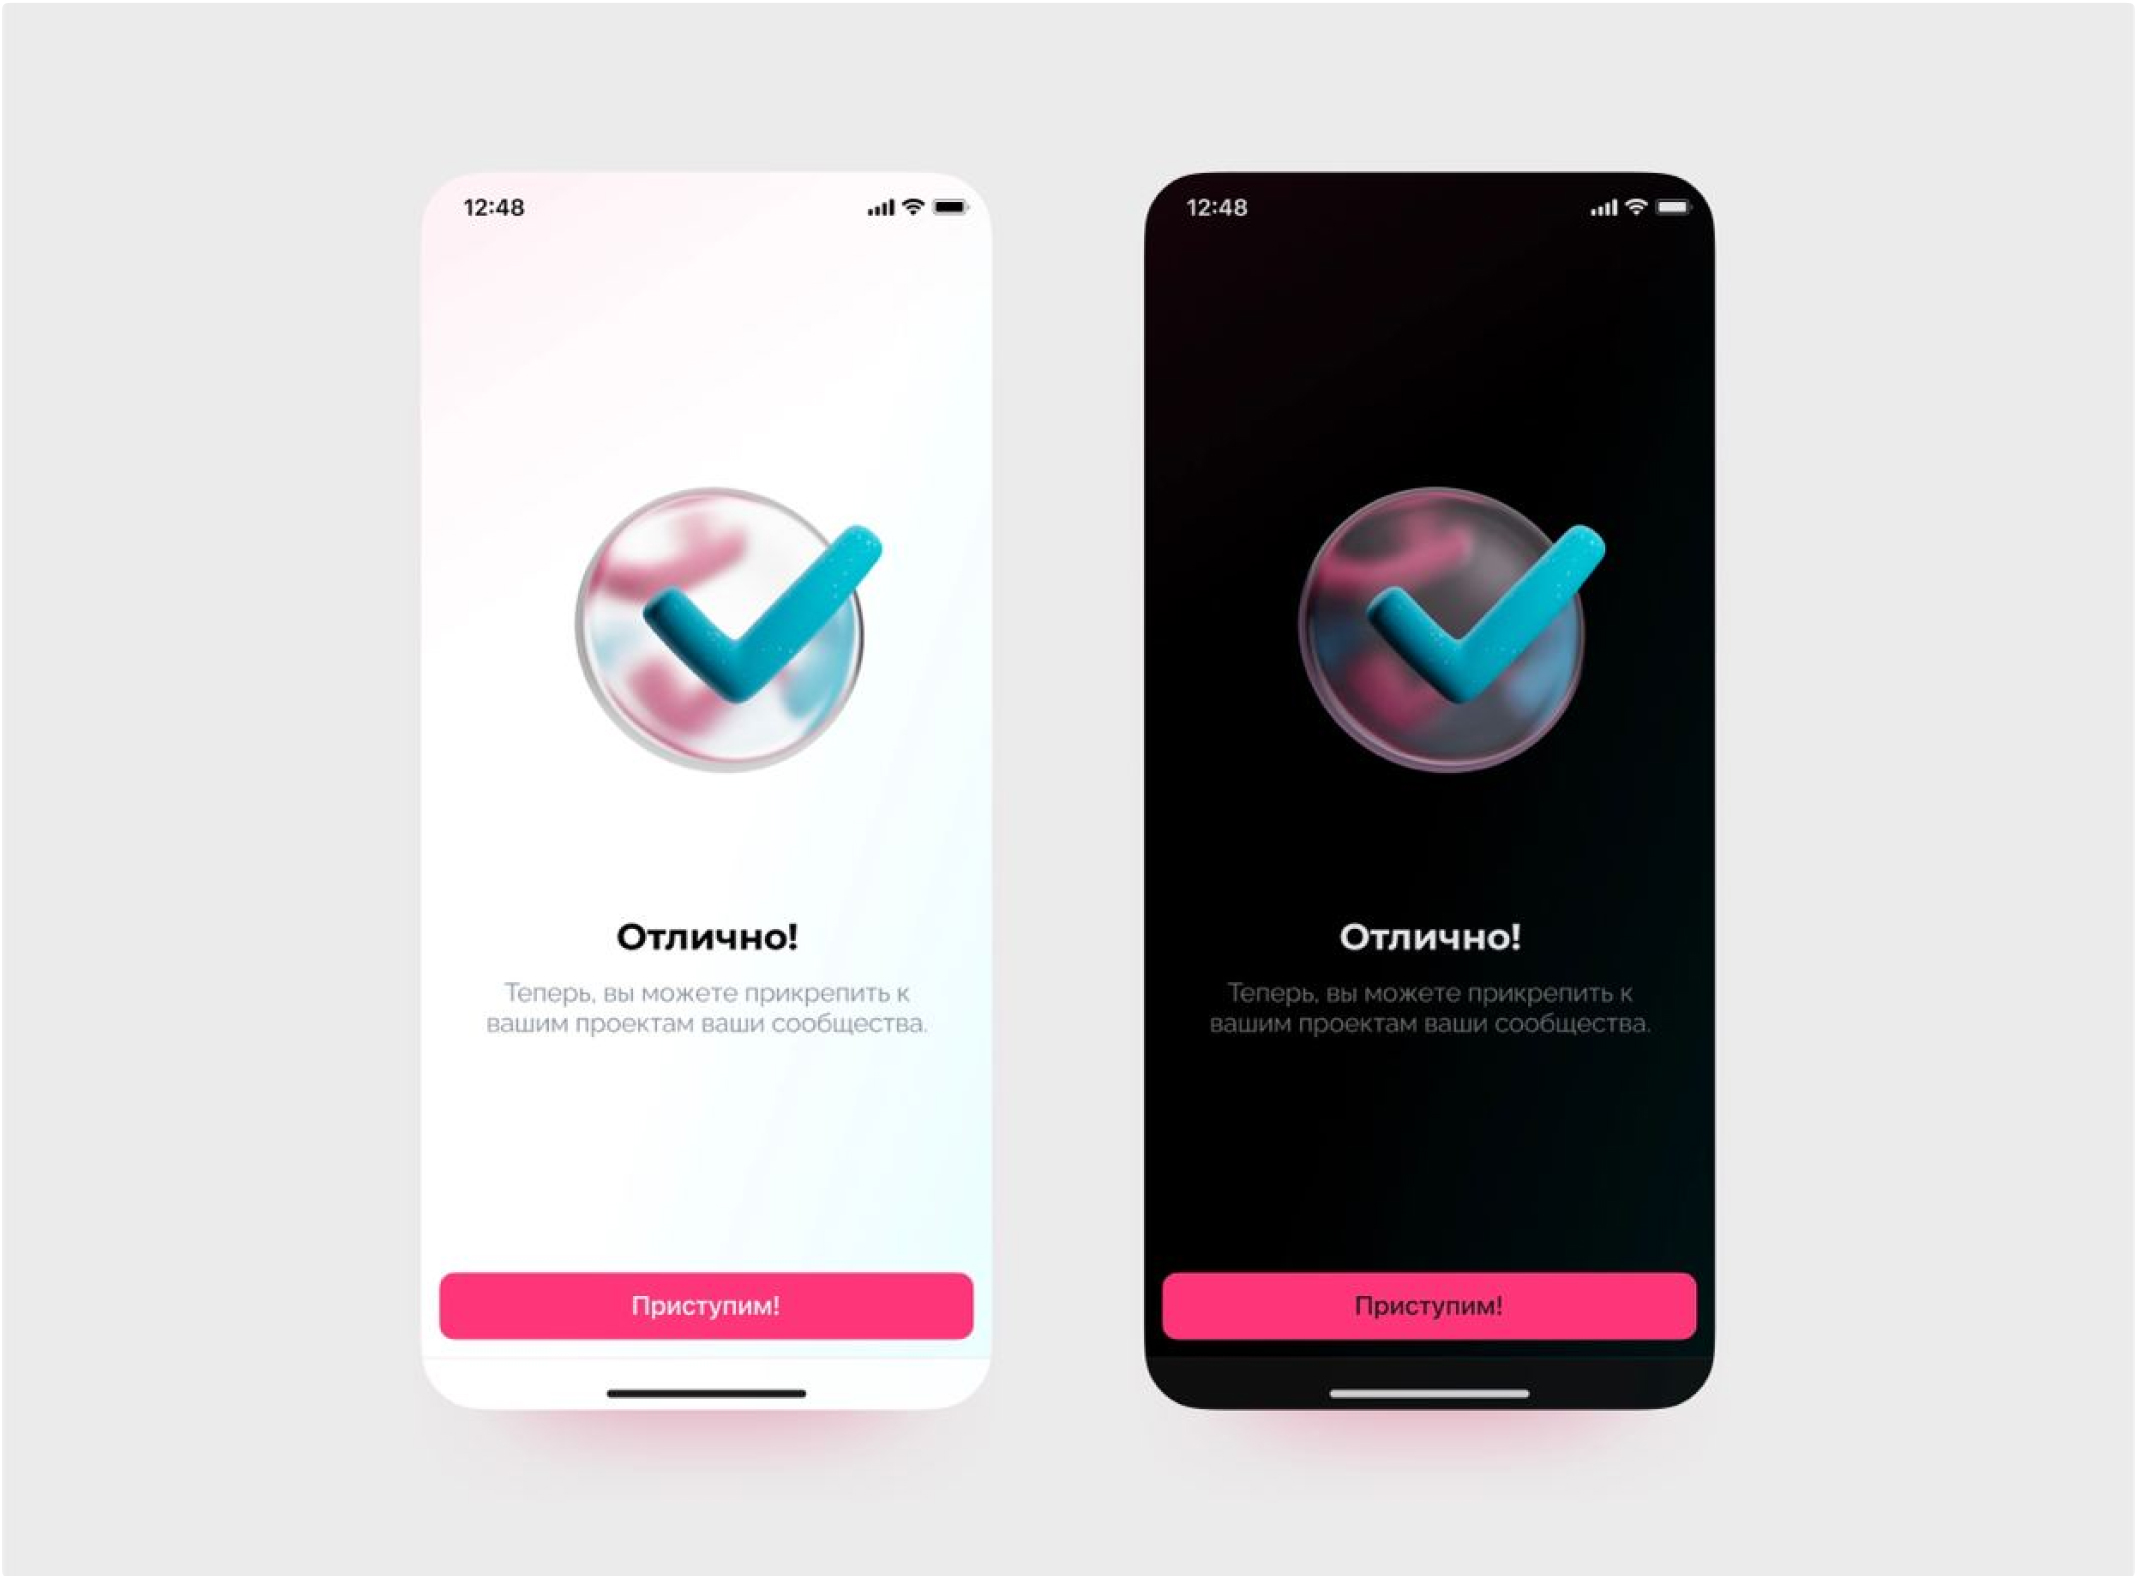 12:48
Отлично!
Теперь, вы можете прикрепить к
вашим проектам ваши сообщества.
Приступим!
12:48
Отлично!
Теперь, вы можете прикрепить к
вашим проектам ваши сообщества.
Приступим!